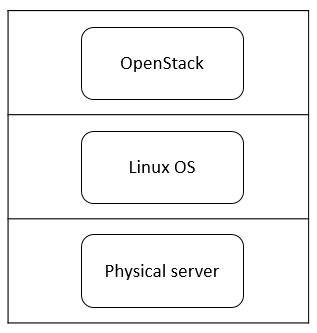 OpenStack
Linux OS
Physical server